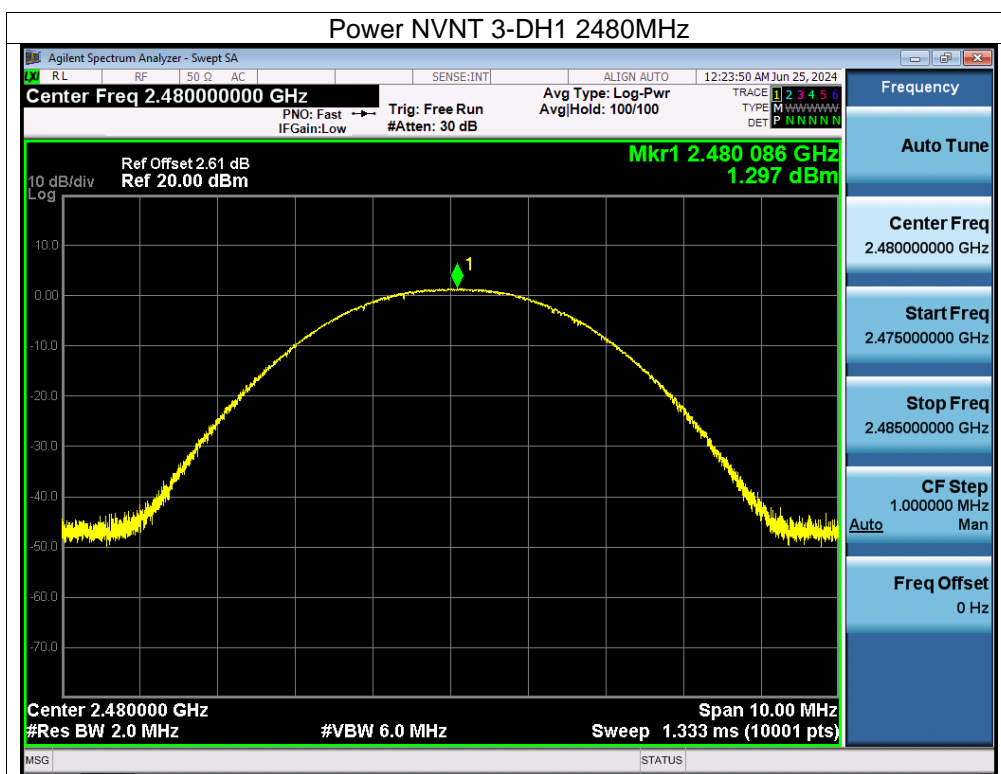 Power NVNT 3-DH1 2480MHz
Agilent Spectrum Analyzer - Swept SA
LXI RL RF 50 Ω AC SENSE:INT ALIGN AUTO 12:23:50 AM Jun 25, 2024
Center Freq 2.480000000 GHz
PNO: Fast
IFGain:Low
Trig: Free Run
#Atten: 30 dB
Avg Type: Log-Pwr
Avg|Hold: 100/100
TRACE 1 2 3 4 5 6
TYPE M WWWWW
DET P N N N N N
Ref Offset 2.61 dB
10 dB/div Ref 20.00 dBm
Log
Mkr1 2.480 086 GHz
1.297 dBm
1
10.0
0.00
-10.0
-20.0
-30.0
-40.0
-50.0
-60.0
-70.0
Center 2.480000 GHz Span 10.00 MHz
#Res BW 2.0 MHz #VBW 6.0 MHz Sweep 1.333 ms (10001 pts)
MSG STATUS
Frequency
Auto Tune
Center Freq
2.480000000 GHz
Start Freq
2.475000000 GHz
Stop Freq
2.485000000 GHz
CF Step
1.000000 MHz
Auto Man
Freq Offset
0 Hz